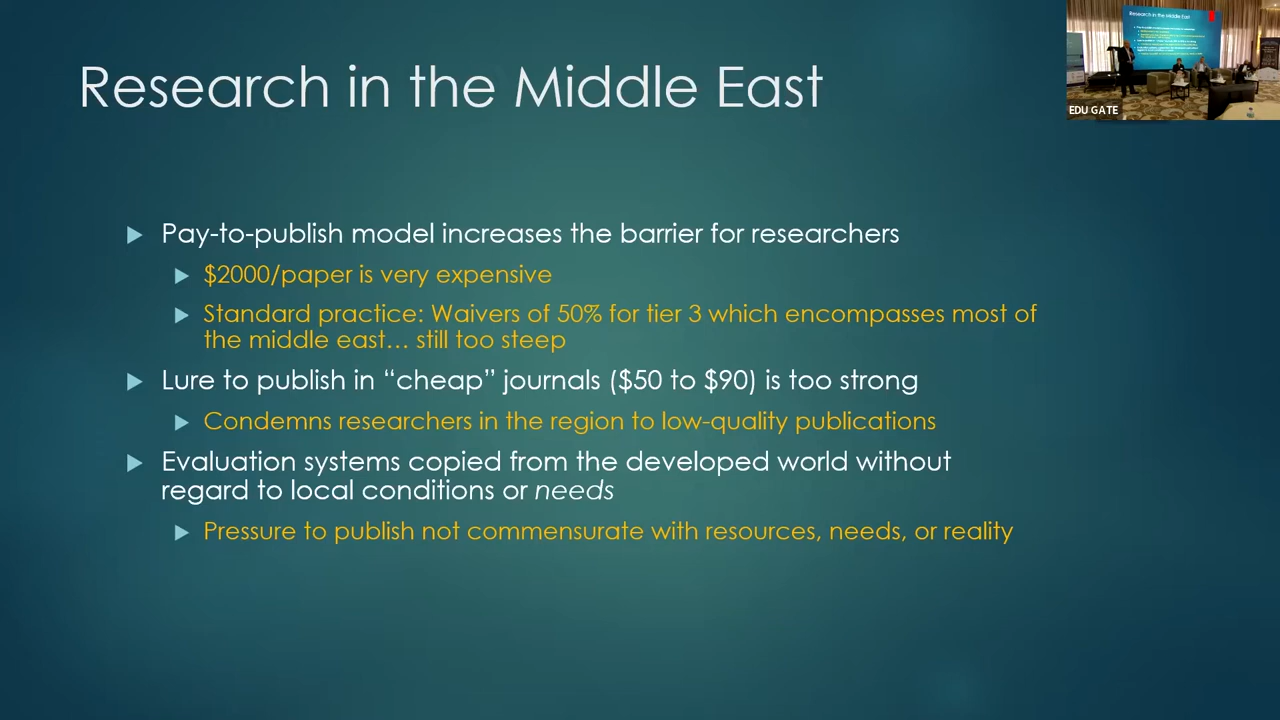 Research in the Middle East
EDU GATE
Pay-to-publish model increases the barrier for researchers
$2000/paper is very expensive
Standard practice: Waivers of 50% for tier 3 which encompasses most of
the middle east… still too steep
Lure to publish in “cheap” journals ($50 to $90) is too strong
Condemns researchers in the region to low-quality publications
Evaluation systems copied from the developed world without
regard to local conditions or needs
Pressure to publish not commensurate with resources, needs, or reality